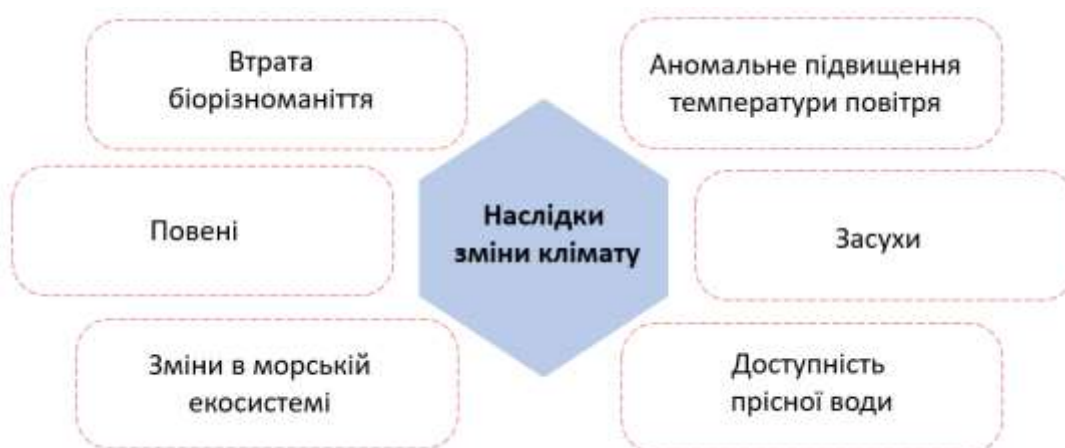 Втрата
біорізноманіття
Аномальне підвищення
температури повітря
Повені
Наслідки
зміни клімату
Засухи
Зміни в морській
екосистемі
Доступність
прісної води